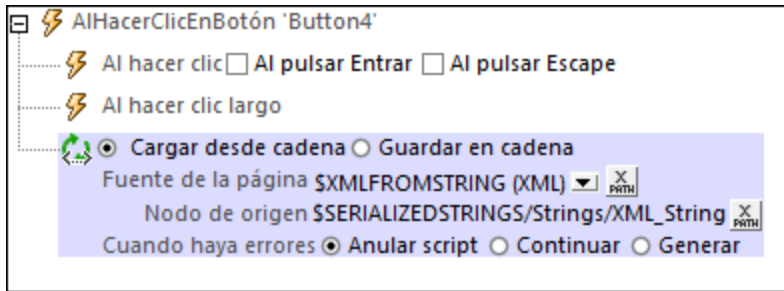 AlHacerClicEnBotón 'Button4'
Al hacer clic Al pulsar Entrar Al pulsar Escape
Al hacer clic largo
Cargar desde cadena Guardar en cadena
Fuente de la página $XMLFROMSTRING (XML) X PATH
Nodo de origen $SERIALIZEDSTRINGS/Strings/XML_String X PATH
Cuando haya errores Anular script Continuar Generar